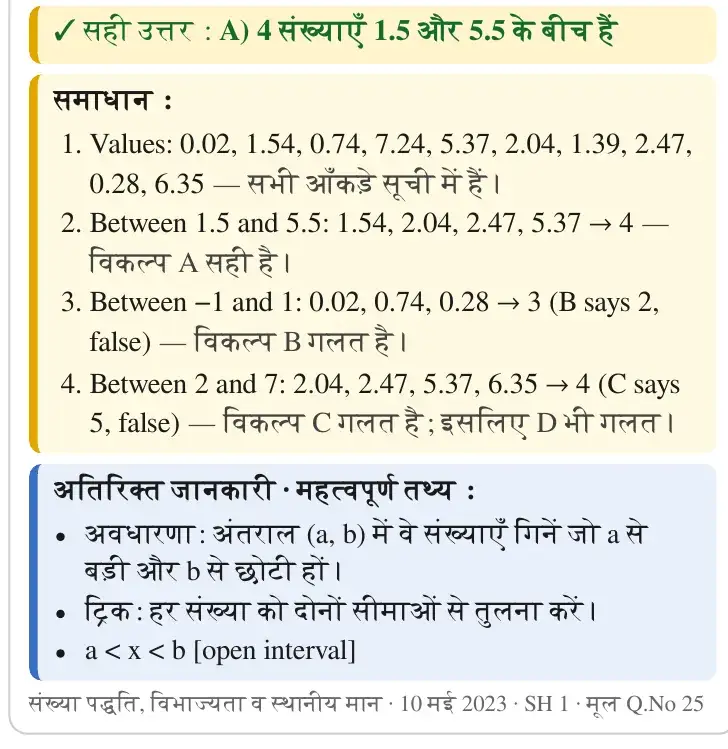 ✓ सही उत्तर : A) 4 संख्याएँ 1.5 और 5.5 के बीच हैं
समाधान :
1. Values: 0.02, 1.54, 0.74, 7.24, 5.37, 2.04, 1.39, 2.47,
0.28, 6.35 — सभी आँकड़े सूची में हैं।
2. Between 1.5 and 5.5: 1.54, 2.04, 2.47, 5.37 → 4 —
विकल्प A सही है।
3. Between −1 and 1: 0.02, 0.74, 0.28 → 3 (B says 2,
false) — विकल्प B गलत है।
4. Between 2 and 7: 2.04, 2.47, 5.37, 6.35 → 4 (C says
5, false) — विकल्प C गलत है; इसलिए D भी गलत।
अतिरिक्त जानकारी · महत्वपूर्ण तथ्य :
• अवधारणा : अंतराल (a, b) में वे संख्याएँ गिनें जो a से
बड़ी और b से छोटी हों।
• ट्रिक : हर संख्या को दोनों सीमाओं से तुलना करें।
• a < x < b [open interval]
संख्या पद्धति, विभाज्यता व स्थानीय मान · 10 मई 2023 · SH 1 · मूल Q.No 25